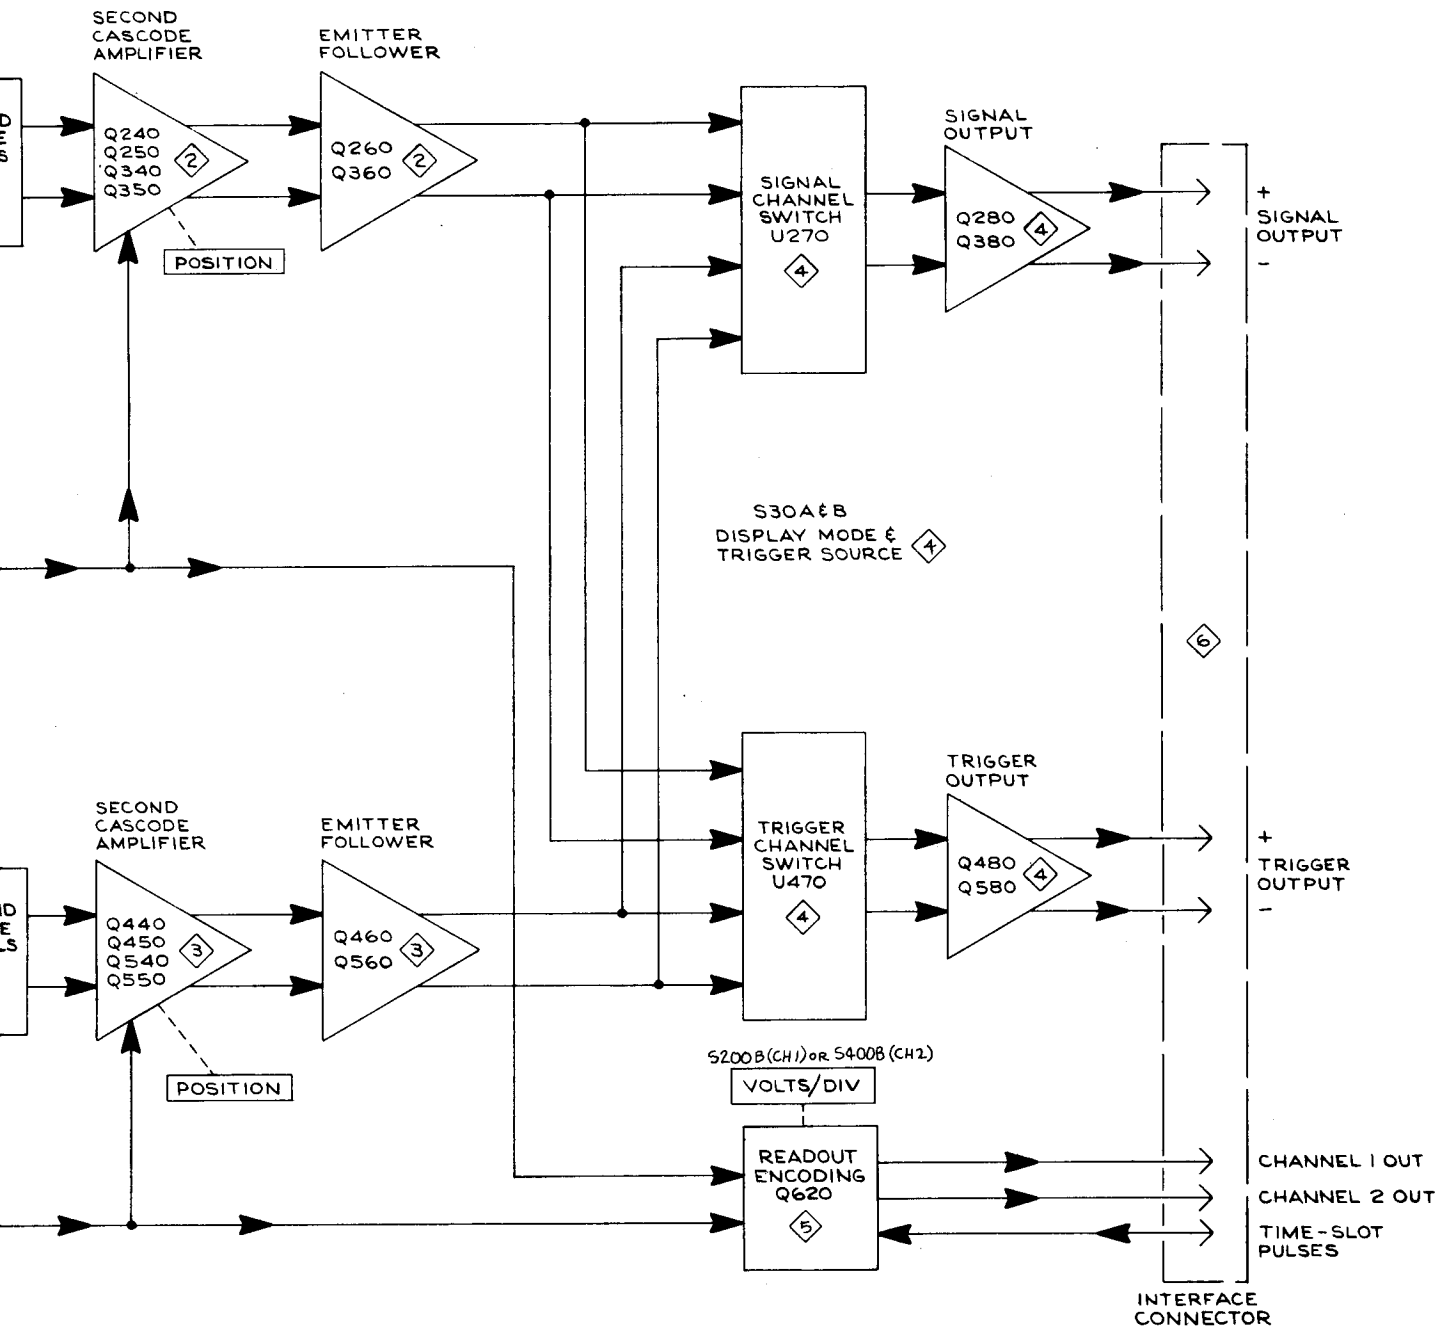 SECOND
CASCODE
AMPLIFIER
EMITTER
FOLLOWER
Q240
Q250
Q340
Q350
2
POSITION
Q260
Q360
2
SIGNAL
CHANNEL
SWITCH
U270
4
SIGNAL
OUTPUT
Q280
Q380
4
+
SIGNAL
OUTPUT
-
S30A&B
DISPLAY MODE &
TRIGGER SOURCE
4
6
SECOND
CASCODE
AMPLIFIER
EMITTER
FOLLOWER
Q440
Q450
Q540
Q550
3
POSITION
Q460
Q560
3
TRIGGER
CHANNEL
SWITCH
U470
4
TRIGGER
OUTPUT
Q480
Q580
4
+
TRIGGER
OUTPUT
-
S200B(CH1) OR S400B(CH2)
VOLTS/DIV
READOUT
ENCODING
Q620
5
CHANNEL 1 OUT
CHANNEL 2 OUT
TIME-SLOT
PULSES
INTERFACE
CONNECTOR